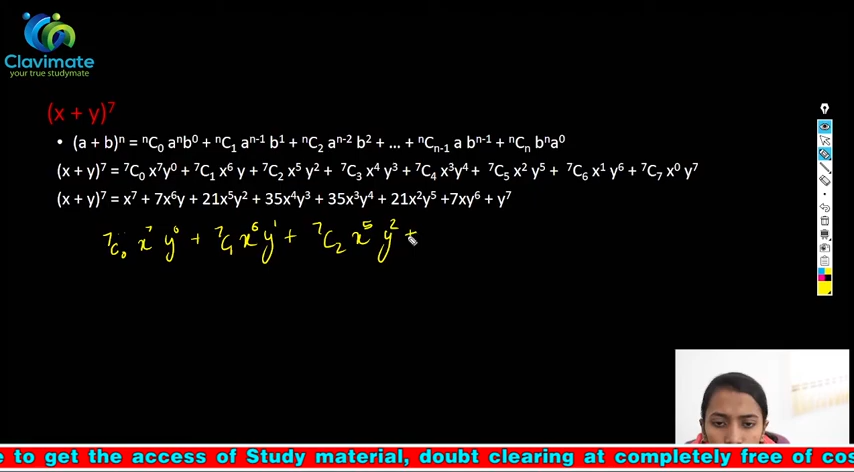 Clavimate
your true studymate
(x + y)⁷
• (a + b)ⁿ = ⁿC₀ aⁿb⁰ + ⁿC₁ aⁿ⁻¹ b¹ + ⁿC₂ aⁿ⁻² b² + ... + ⁿCₙ₋₁ a bⁿ⁻¹ + ⁿCₙ bⁿa⁰
(x + y)⁷ = ⁷C₀ x⁷y⁰ + ⁷C₁ x⁶ y + ⁷C₂ x⁵ y² + ⁷C₃ x⁴ y³ + ⁷C₄ x³y⁴ + ⁷C₅ x² y⁵ + ⁷C₆ x¹ y⁶ + ⁷C₇ x⁰ y⁷
(x + y)⁷ = x⁷ + 7x⁶y + 21x⁵y² + 35x⁴y³ + 35x³y⁴ + 21x²y⁵ +7xy⁶ + y⁷
⁷C₀ x⁷ y⁰ + ⁷C₁ x⁶ y¹ + ⁷C₂ x⁵ y² +
e to get the access of Study material, doubt clearing at completely free of cos